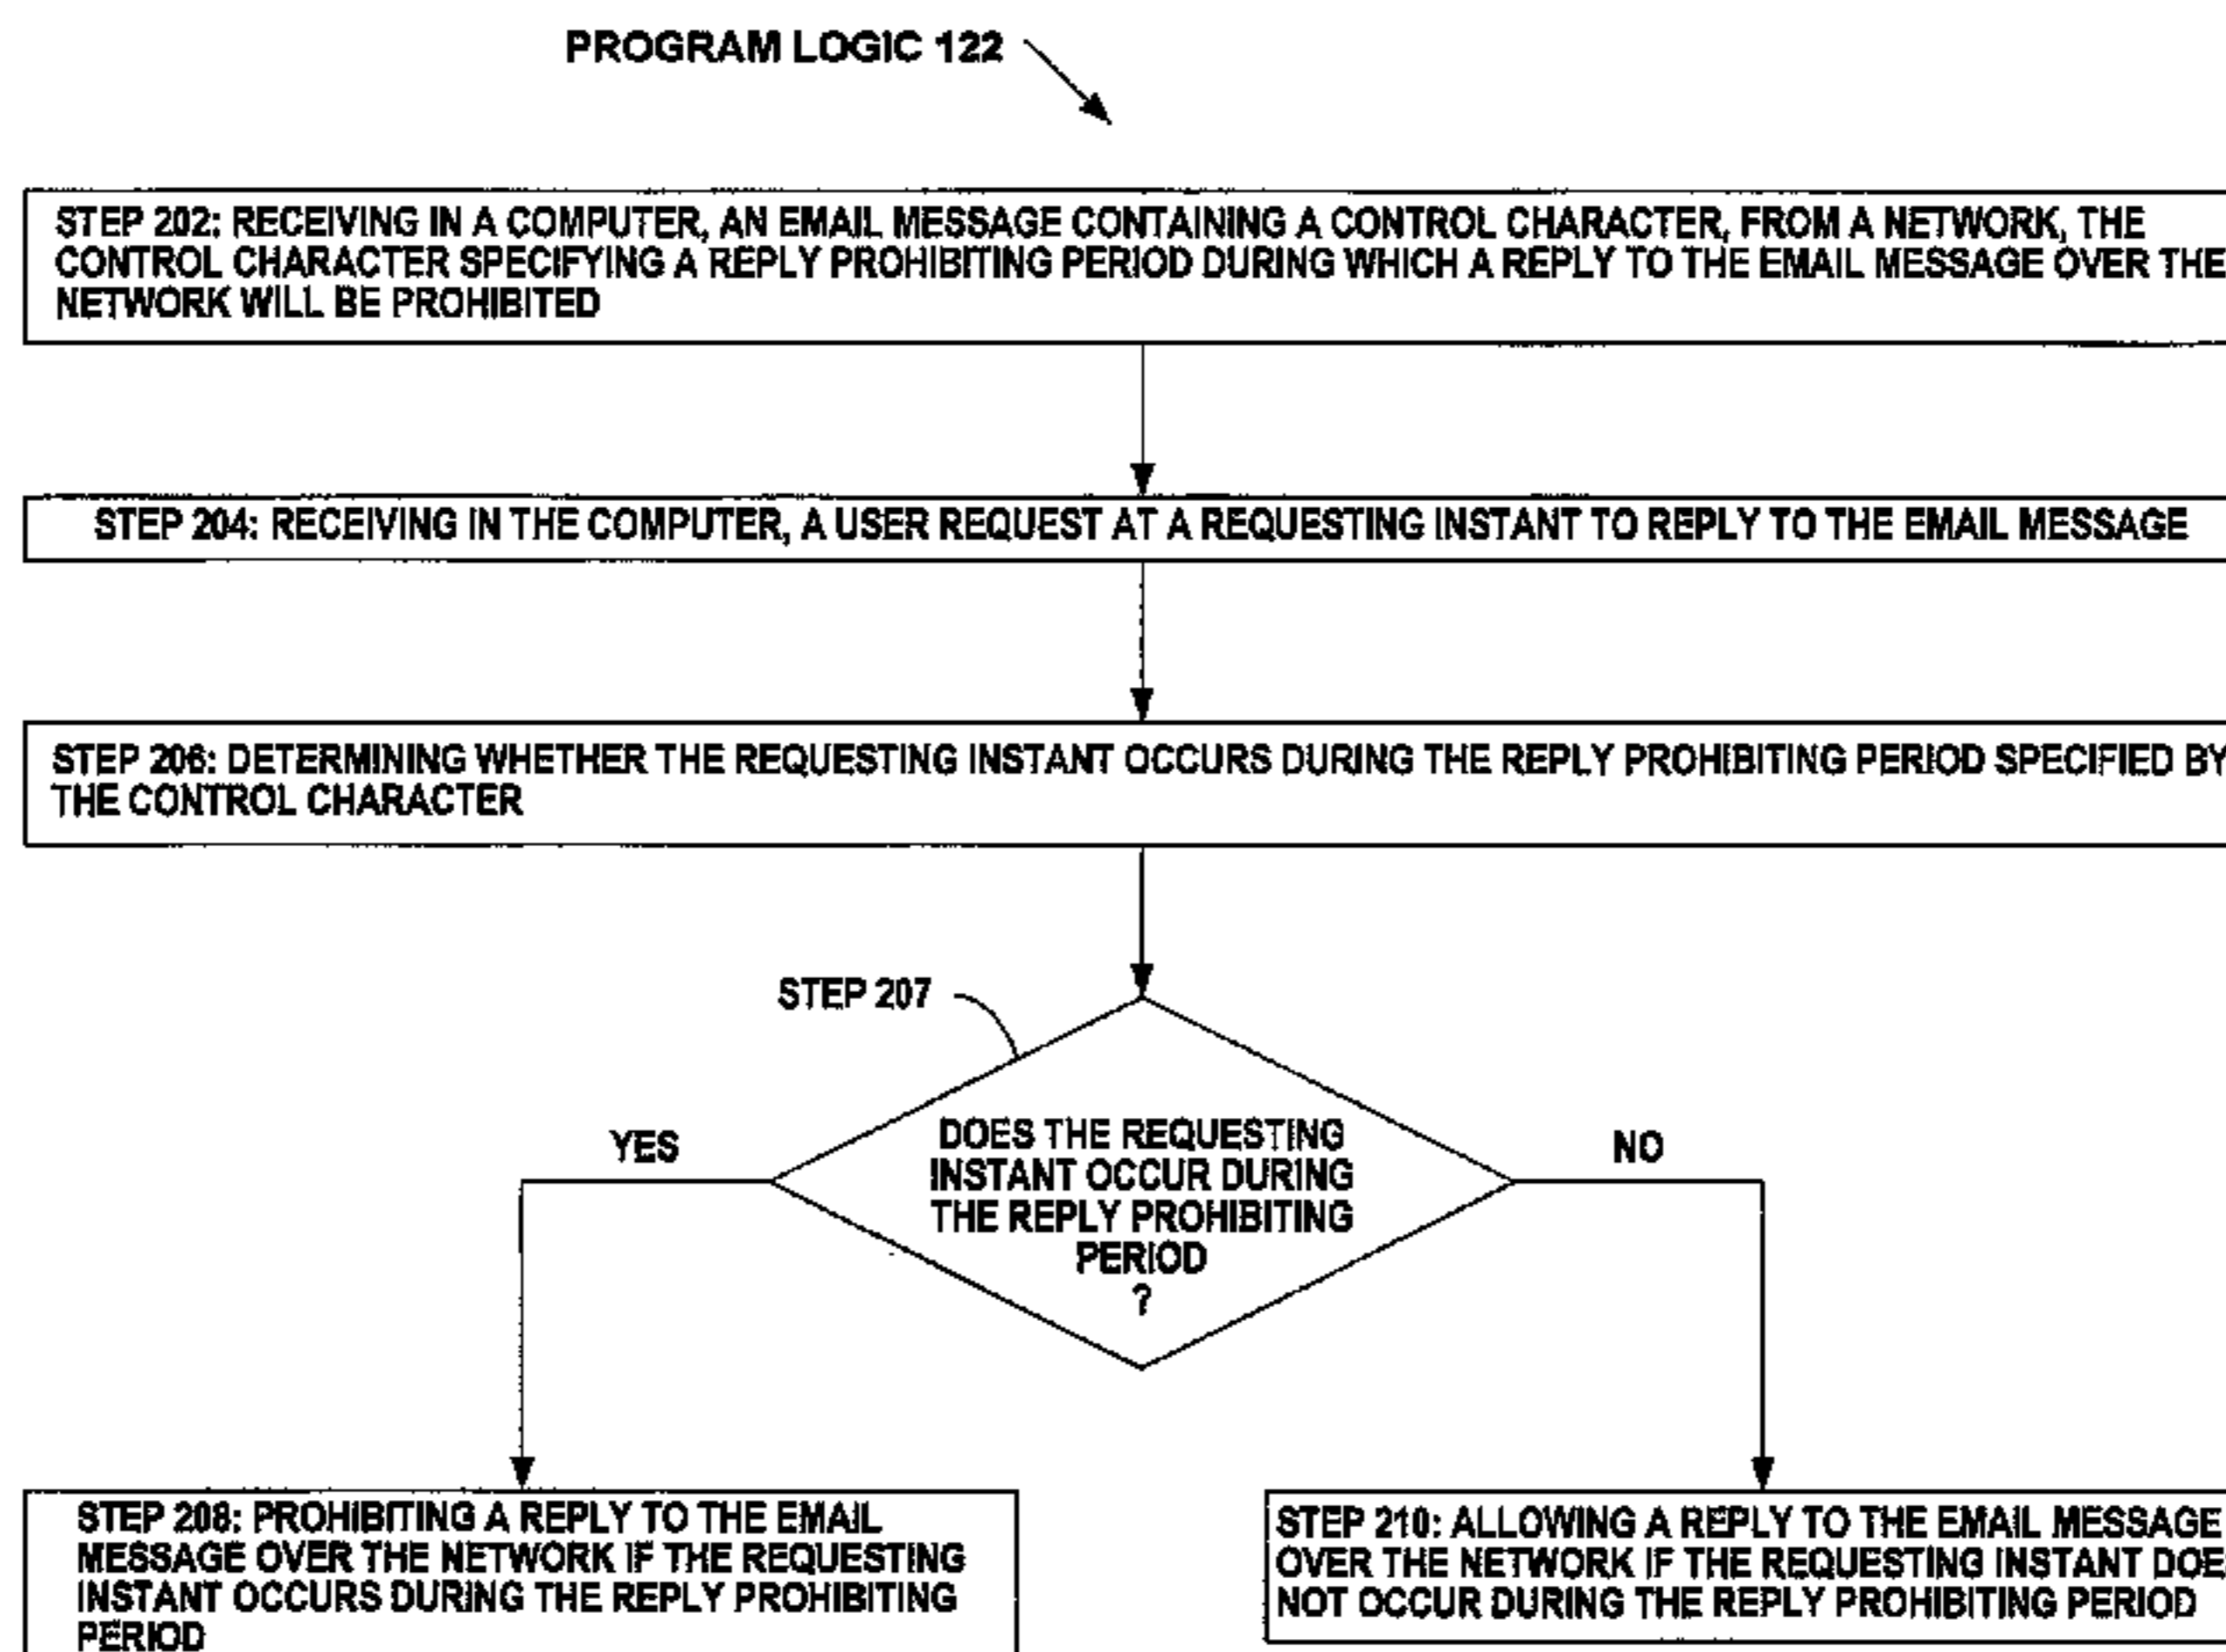 PROGRAM LOGIC 122
STEP 202: RECEIVING IN A COMPUTER, AN EMAIL MESSAGE CONTAINING A CONTROL CHARACTER, FROM A NETWORK, THE
CONTROL CHARACTER SPECIFYING A REPLY PROHIBITING PERIOD DURING WHICH A REPLY TO THE EMAIL MESSAGE OVER THE
NETWORK WILL BE PROHIBITED
STEP 204: RECEIVING IN THE COMPUTER, A USER REQUEST AT A REQUESTING INSTANT TO REPLY TO THE EMAIL MESSAGE
STEP 206: DETERMINING WHETHER THE REQUESTING INSTANT OCCURS DURING THE REPLY PROHIBITING PERIOD SPECIFIED BY
THE CONTROL CHARACTER
STEP 207
DOES THE REQUESTING
INSTANT OCCUR DURING
THE REPLY PROHIBITING
PERIOD
?
YES
NO
STEP 208: PROHIBITING A REPLY TO THE EMAIL
MESSAGE OVER THE NETWORK IF THE REQUESTING
INSTANT OCCURS DURING THE REPLY PROHIBITING
PERIOD
STEP 210: ALLOWING A REPLY TO THE EMAIL MESSAGE
OVER THE NETWORK IF THE REQUESTING INSTANT DOE
NOT OCCUR DURING THE REPLY PROHIBITING PERIOD